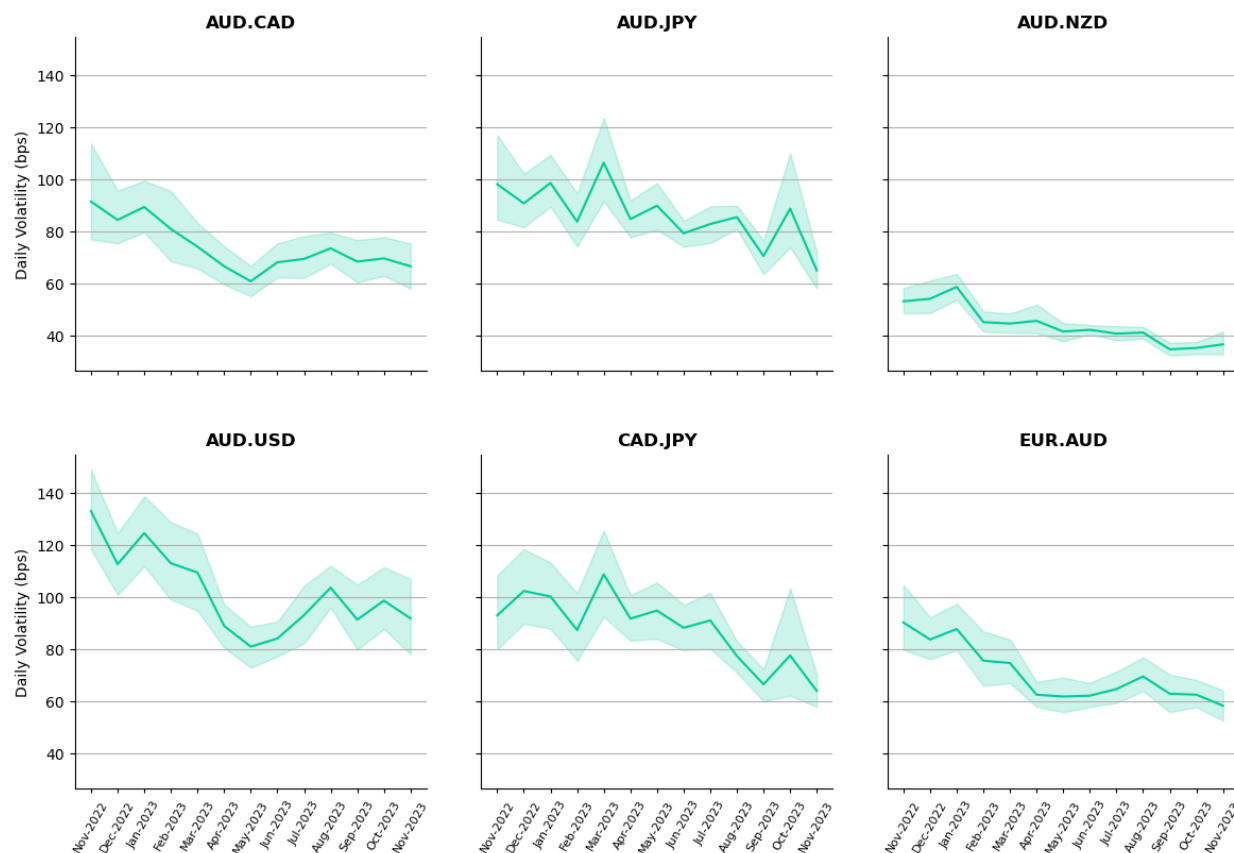 AUD.CAD AUD.JPY AUD.NZD
Daily Volatility (bps)
140
120
100
80
60
40
AUD.USD CAD.JPY EUR.AUD
Daily Volatility (bps)
140
120
100
80
60
40
Nov-2022 Dec-2022 Jan-2023 Feb-2023 Mar-2023 Apr-2023 May-2023 Jun-2023 Jul-2023 Aug-2023 Sep-2023 Oct-2023 Nov-2023
Nov-2022 Dec-2022 Jan-2023 Feb-2023 Mar-2023 Apr-2023 May-2023 Jun-2023 Jul-2023 Aug-2023 Sep-2023 Oct-2023 Nov-2023
Nov-2022 Dec-2022 Jan-2023 Feb-2023 Mar-2023 Apr-2023 May-2023 Jun-2023 Jul-2023 Aug-2023 Sep-2023 Oct-2023 Nov-2023